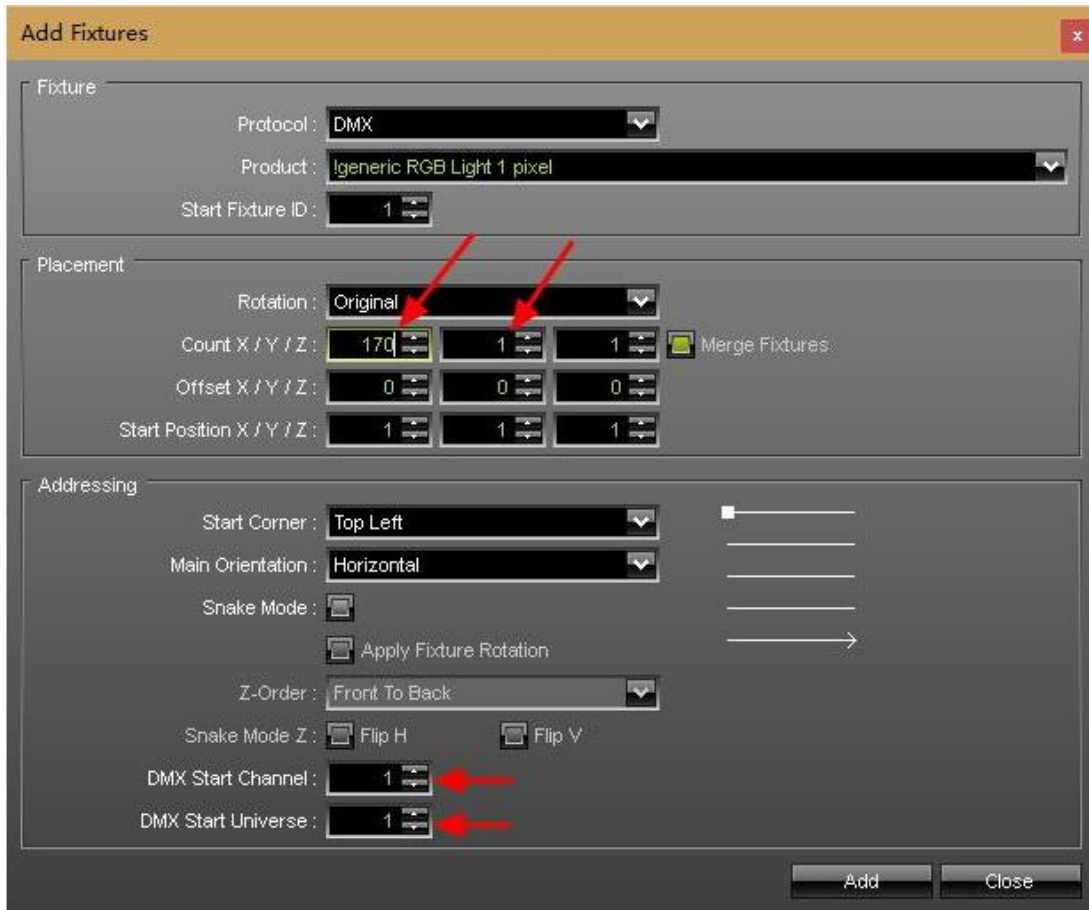 Add Fixtures
x
Fixture
Protocol : DMX
Product : !generic RGB Light 1 pixel
Start Fixture ID : 1
Placement
Rotation : Original
Count X / Y / Z : 170 1 1 Merge Fixtures
Offset X / Y / Z : 0 0 0
Start Position X / Y / Z : 1 1 1
Addressing
Start Corner : Top Left
Main Orientation : Horizontal
Snake Mode :
Apply Fixture Rotation
Z-Order : Front To Back
Snake Mode Z : Flip H Flip V
DMX Start Channel : 1
DMX Start Universe : 1
Add Close